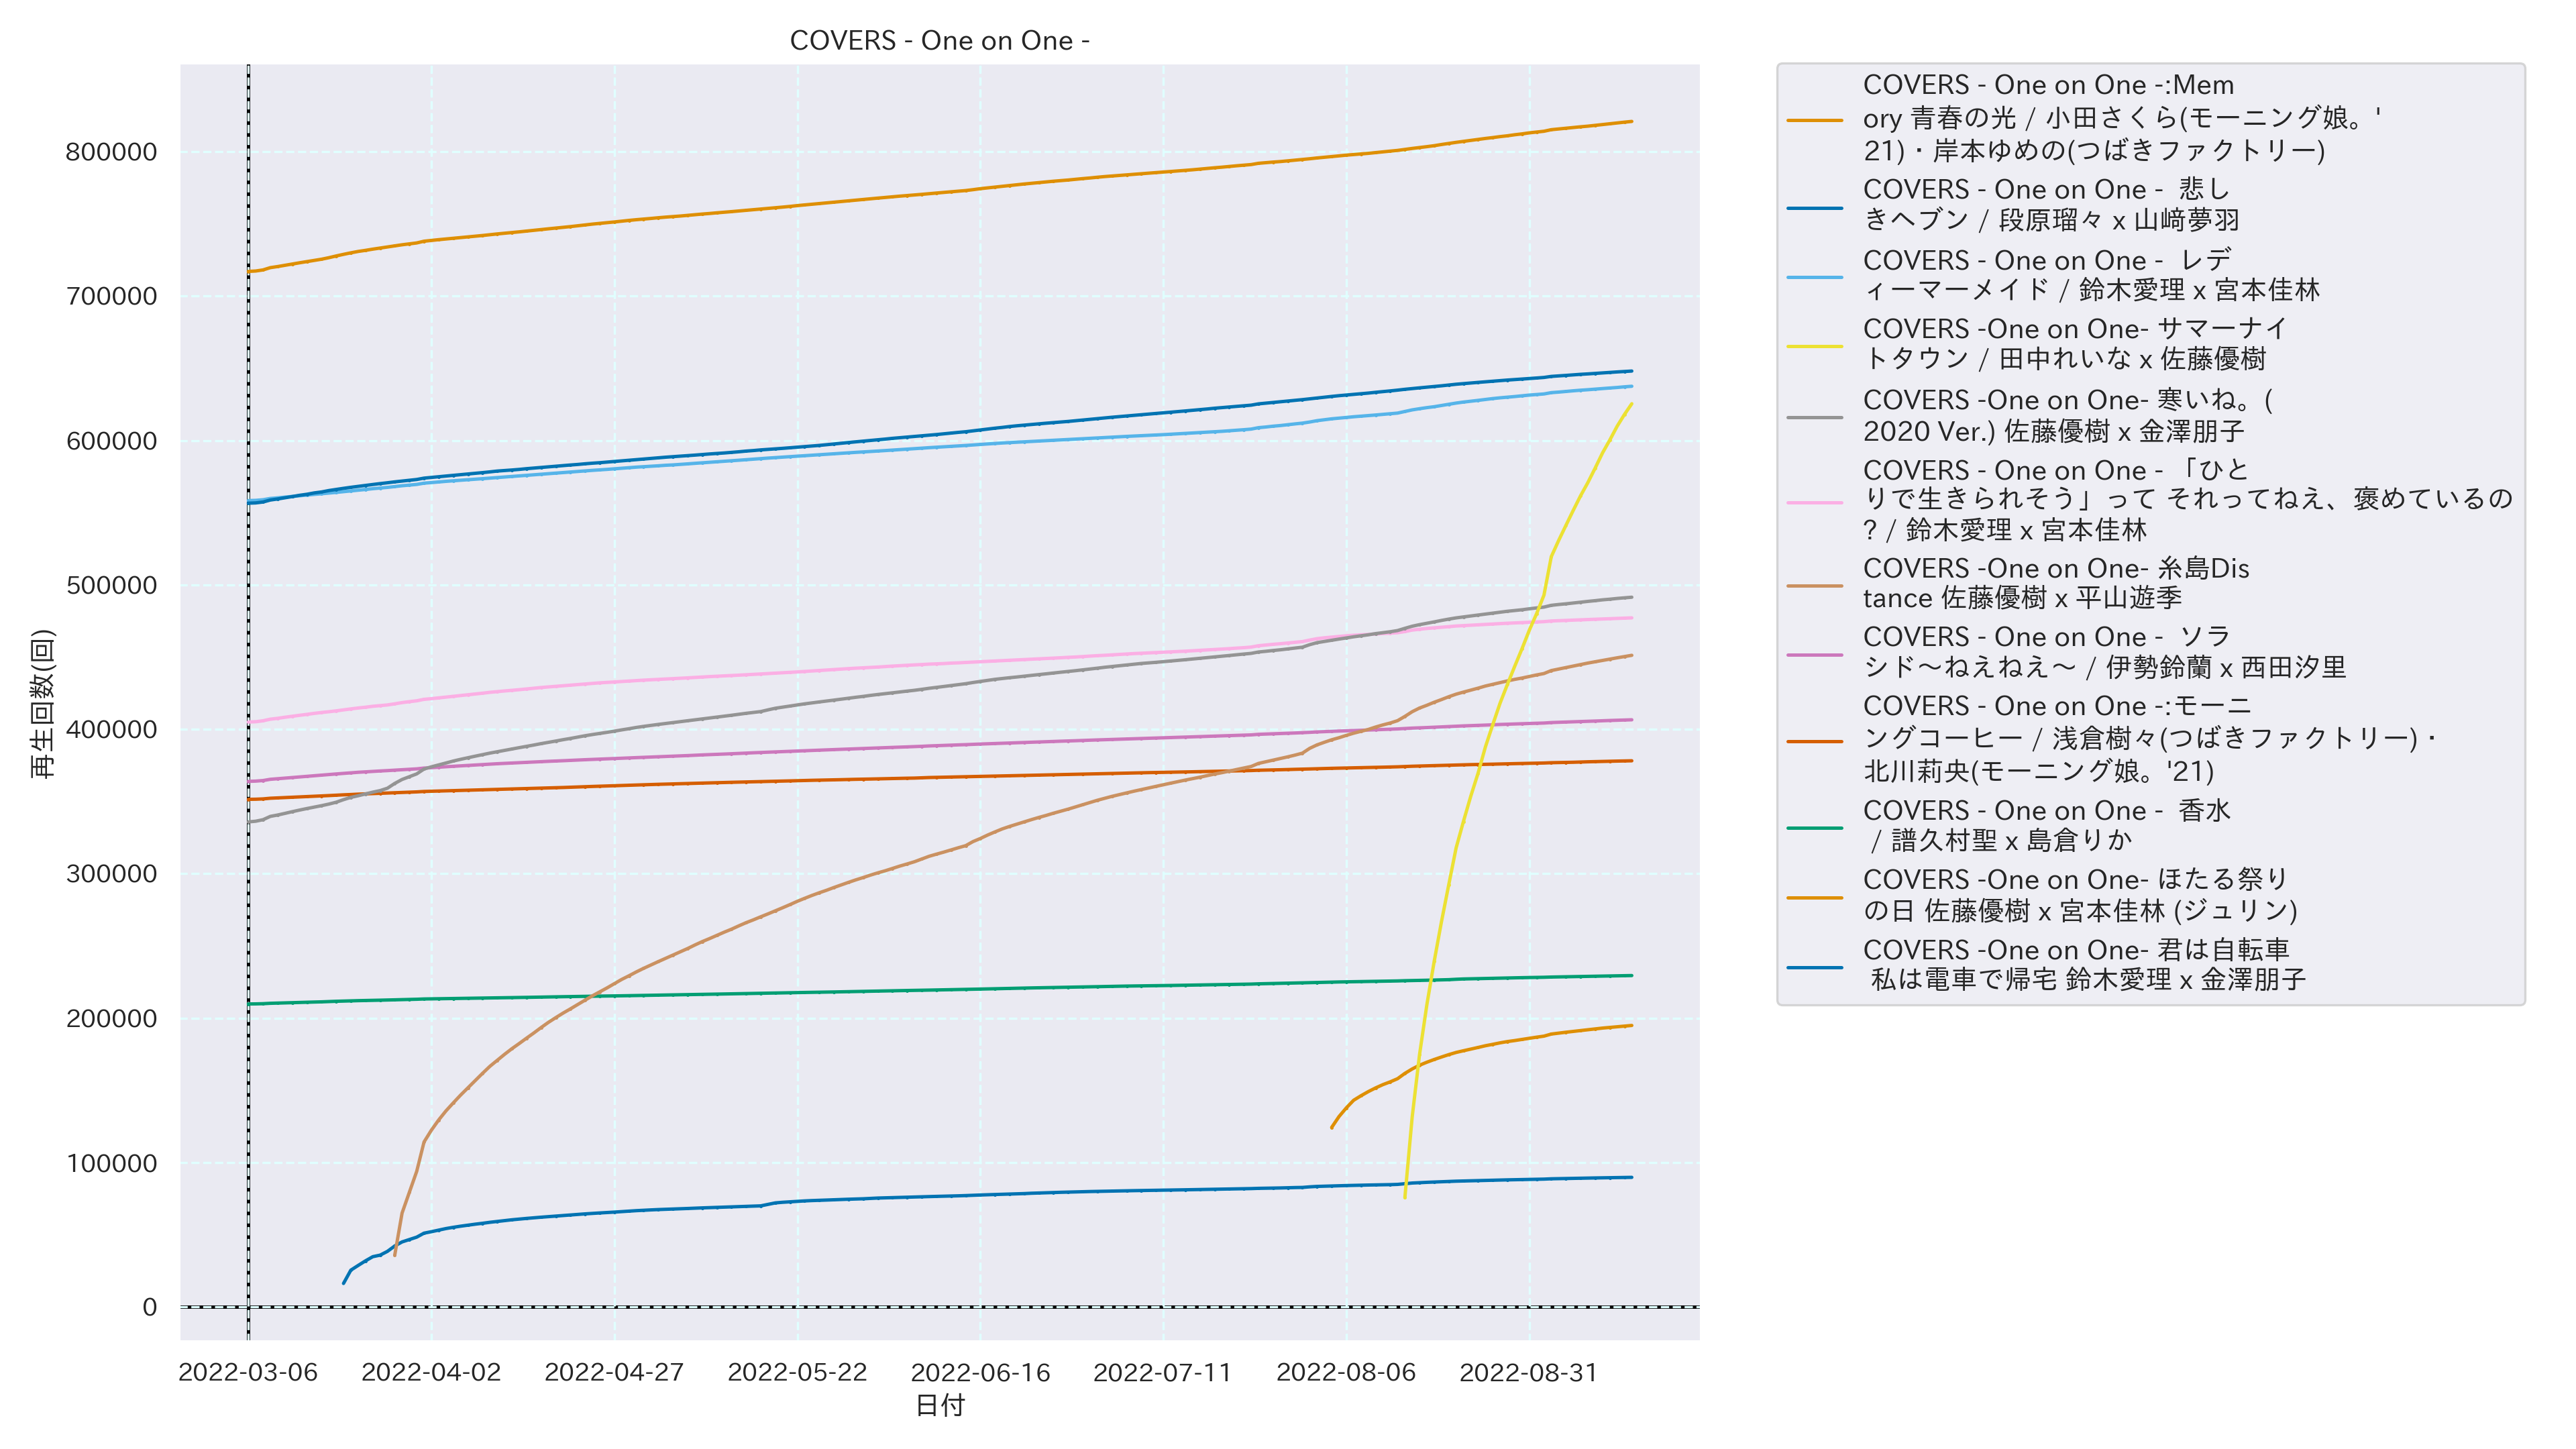 COVERS - One on One -
800000
700000
600000
500000
400000
300000
200000
100000
0
再生回数(回)
2022-03-06
2022-04-02
2022-04-27
2022-05-22
2022-06-16
2022-07-11
2022-08-06
2022-08-31
日付
COVERS - One on One -:Mem
ory 青春の光 / 小田さくら(モーニング娘。'
21)・岸本ゆめの(つばきファクトリー)
COVERS - One on One -  悲し
きヘブン / 段原瑠々 x 山﨑夢羽
COVERS - One on One -  レデ
ィーマーメイド / 鈴木愛理 x 宮本佳林
COVERS -One on One- サマーナイ
トタウン / 田中れいな x 佐藤優樹
COVERS -One on One- 寒いね。(
2020 Ver.) 佐藤優樹 x 金澤朋子
COVERS - One on One - 「ひと
りで生きられそう」って それってねえ、褒めているの
? / 鈴木愛理 x 宮本佳林
COVERS -One on One- 糸島Dis
tance 佐藤優樹 x 平山遊季
COVERS - One on One -  ソラ
シド～ねえねえ～ / 伊勢鈴蘭 x 西田汐里
COVERS - One on One -:モーニ
ングコーヒー / 浅倉樹々(つばきファクトリー)・
北川莉央(モーニング娘。'21)
COVERS - One on One -  香水
/ 譜久村聖 x 島倉りか
COVERS -One on One- ほたる祭り
の日 佐藤優樹 x 宮本佳林 (ジュリン)
COVERS -One on One- 君は自転車
私は電車で帰宅 鈴木愛理 x 金澤朋子